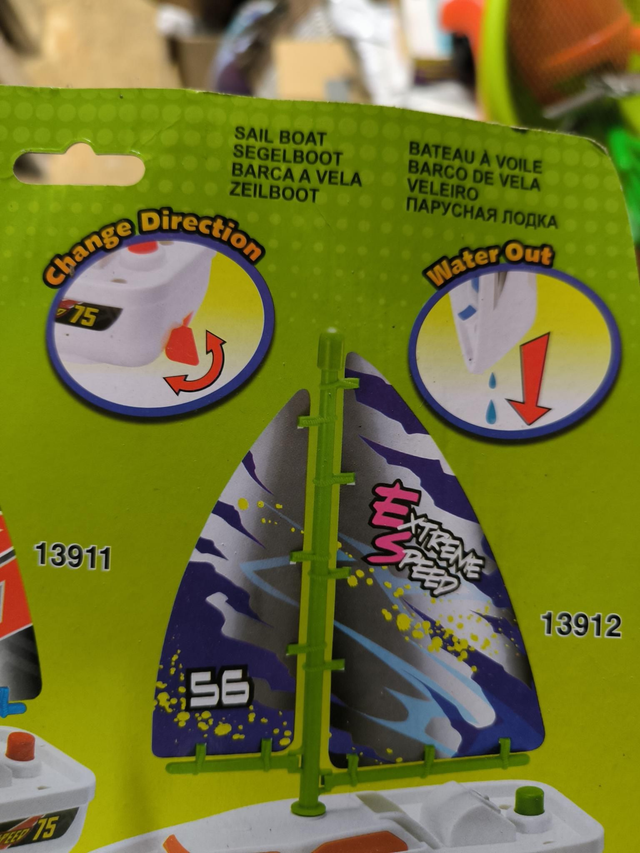 SAIL BOAT
SEGELBOOT
BARCA A VELA
ZEILBOOT
BATEAU À VOILE
BARCO DE VELA
VELEIRO
ПАРУСНАЯ ЛОДКА
Change Direction
Water Out
75
EXTREME
SPEED
13911
13912
56
SPEED 75